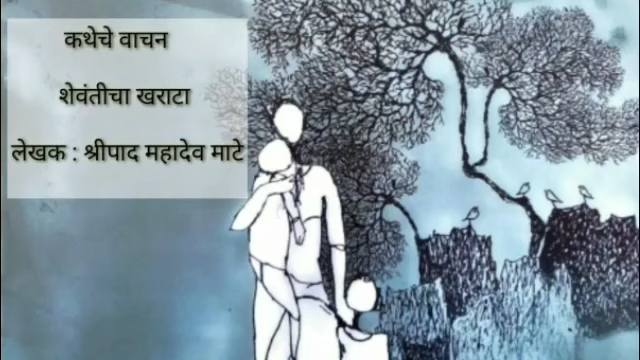 कथेचे वाचन
शेवंतीचा खराटा
लेखक : श्रीपाद महादेव माटे